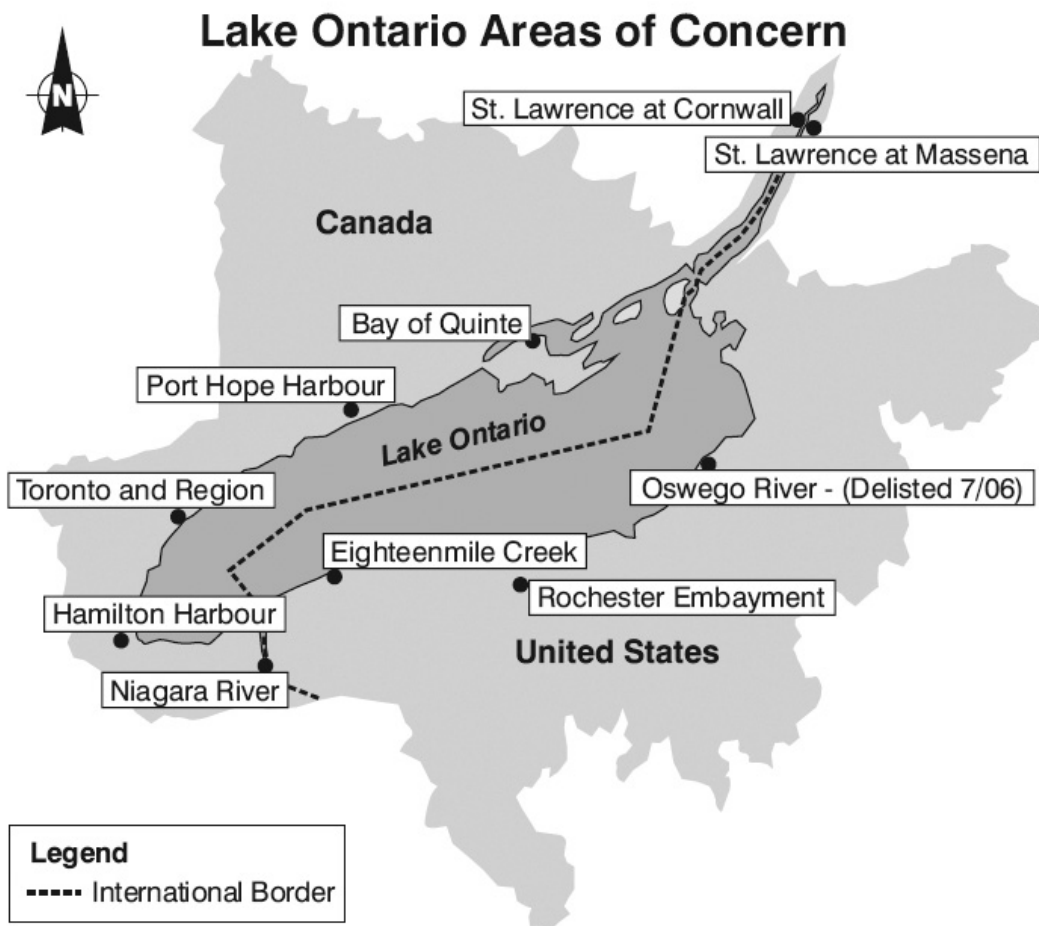 Lake Ontario Areas of Concern
N
St. Lawrence at Cornwall
St. Lawrence at Massena
Canada
Bay of Quinte
Port Hope Harbour
Lake Ontario
Toronto and Region
Oswego River - (Delisted 7/06)
Eighteenmile Creek
Rochester Embayment
Hamilton Harbour
United States
Niagara River
Legend
International Border